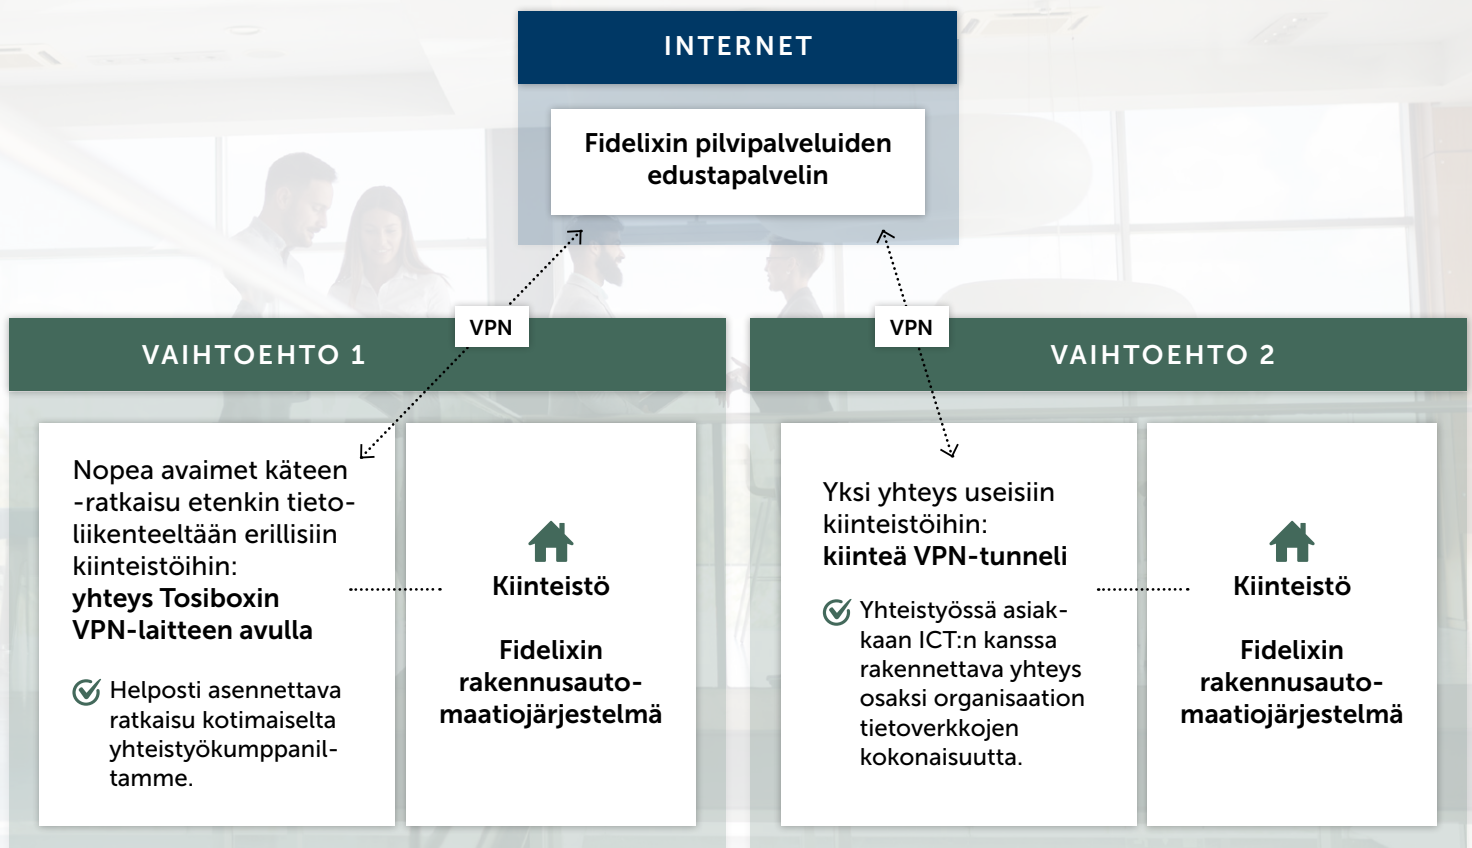 INTERNET
Fidelixin pilvipalveluiden
edustapalvelin
VPN
VPN
VAIHTOEHTO 1
Nopea avaimet käteen
-ratkaisu etenkin tieto-
liikenteeltään erillisiin
kiinteistöihin:
yhteys Tosiboxin
VPN-laitteen avulla
Helposti asennettava
ratkaisu kotimaiselta
yhteistyökumppanil-
tamme.
Kiinteistö
Fidelixin
rakennusauto-
maatiojärjestelmä
VAIHTOEHTO 2
Yksi yhteys useisiin
kiinteistöihin:
kiinteä VPN-tunneli
Yhteistyössä asiak-
kaan ICT:n kanssa
rakennettava yhteys
osaksi organisaation
tietoverkkojen
kokonaisuutta.
Kiinteistö
Fidelixin
rakennusauto-
maatiojärjestelmä